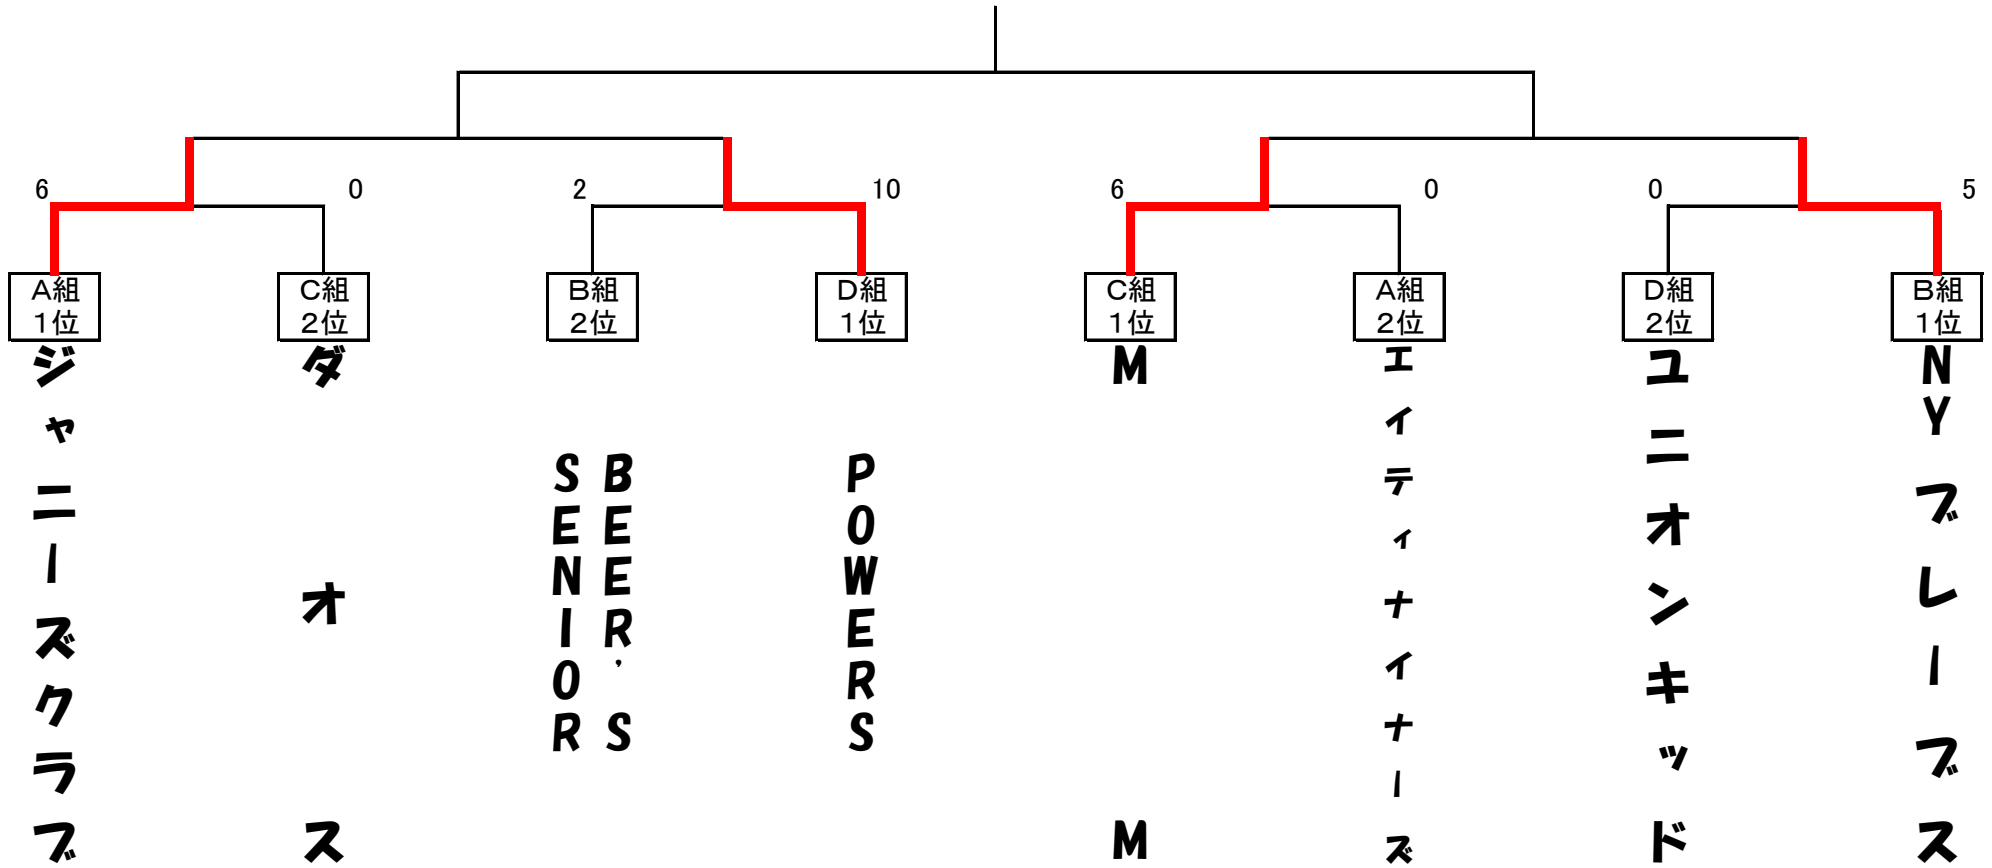 6
0
2
10
6
0
0
5
A組
1位
C組
2位
B組
2位
D組
1位
C組
1位
A組
2位
D組
2位
B組
1位
ジャニーズクラブ
ダオス
BEER'S
SENIOR
POWERS
MM
エイティナイナーズ
ユニオンキッド
NYブレーブス